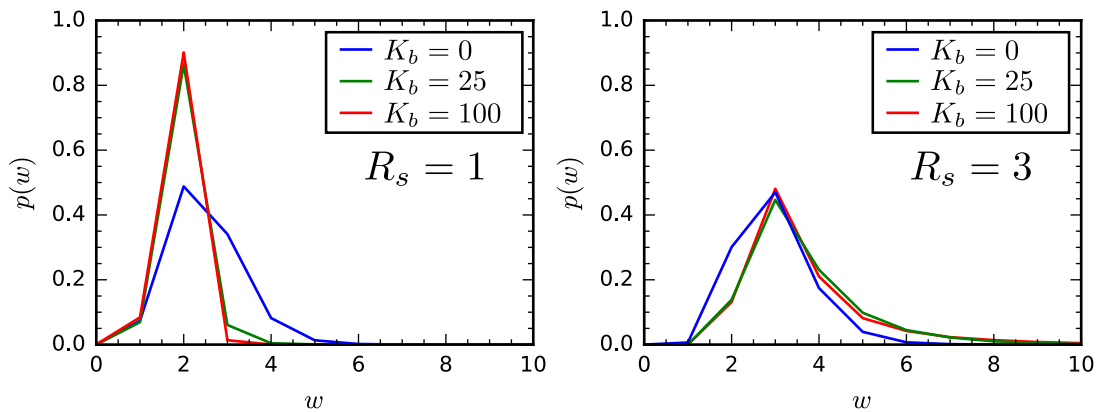 1.0
0.8
0.6
0.4
0.2
0.0
0 2 4 6 8 10
p(w)
w
K_b = 0
K_b = 25
K_b = 100
R_s = 1
1.0
0.8
0.6
0.4
0.2
0.0
0 2 4 6 8 10
p(w)
w
K_b = 0
K_b = 25
K_b = 100
R_s = 3